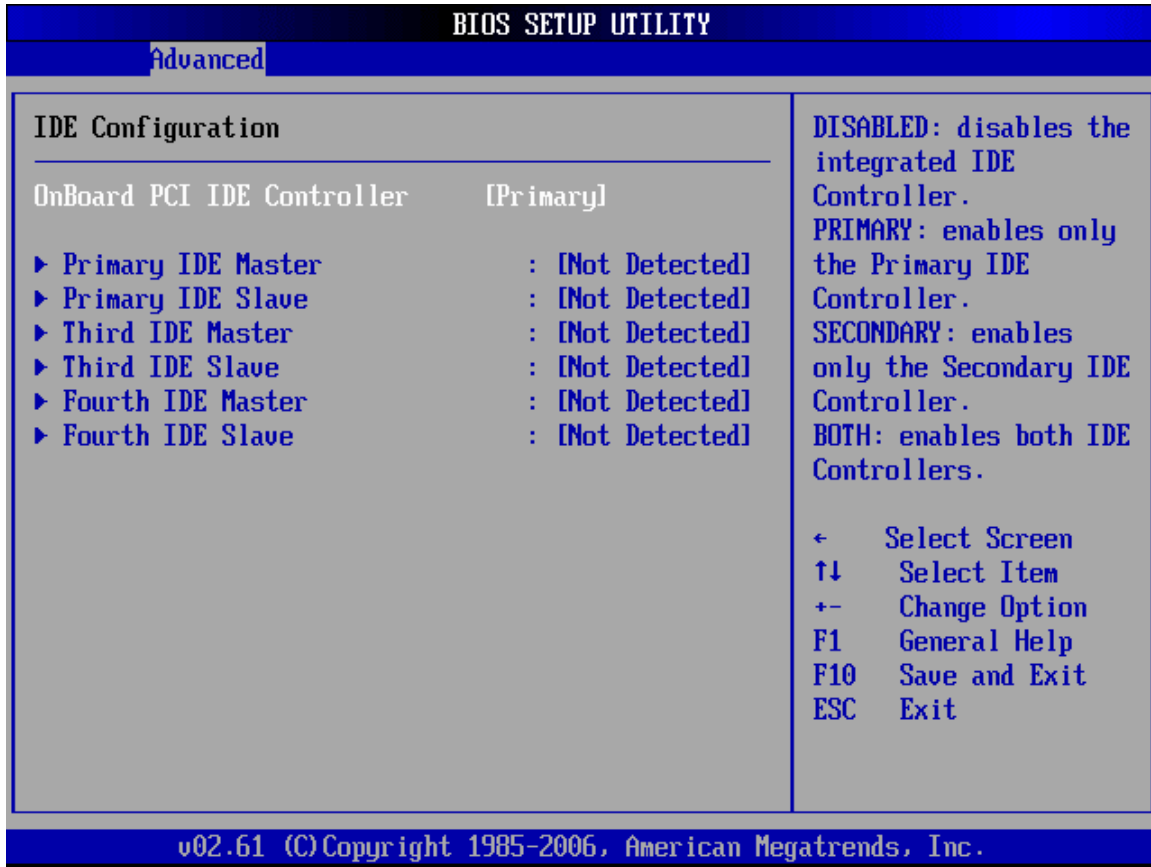 BIOS SETUP UTILITY
Advanced
IDE Configuration
OnBoard PCI IDE Controller [Primary]
Primary IDE Master : [Not Detected]
Primary IDE Slave : [Not Detected]
Third IDE Master : [Not Detected]
Third IDE Slave : [Not Detected]
Fourth IDE Master : [Not Detected]
Fourth IDE Slave : [Not Detected]
DISABLED: disables the
integrated IDE
Controller.
PRIMARY: enables only
the Primary IDE
Controller.
SECONDARY: enables
only the Secondary IDE
Controller.
BOTH: enables both IDE
Controllers.
← Select Screen
↑↓ Select Item
+- Change Option
F1 General Help
F10 Save and Exit
ESC Exit
v02.61 (C)Copyright 1985-2006, American Megatrends, Inc.